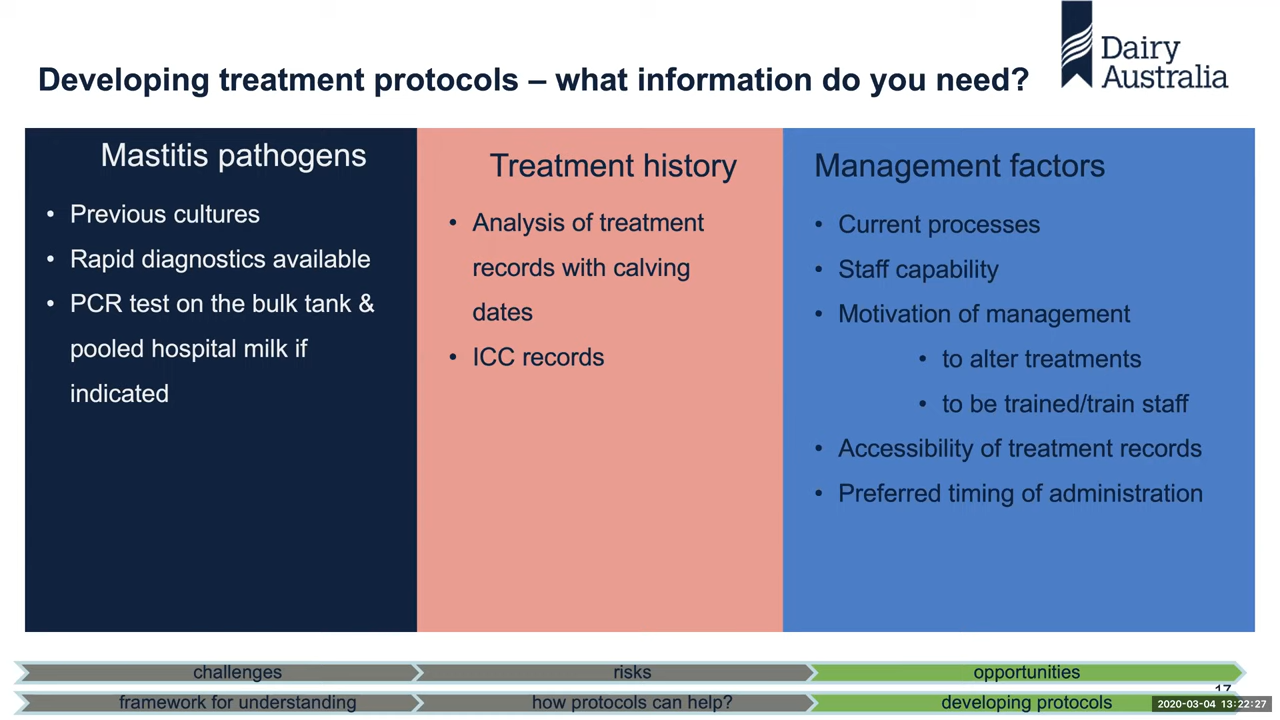 Developing treatment protocols – what information do you need?
Dairy
Australia
Mastitis pathogens
• Previous cultures
• Rapid diagnostics available
• PCR test on the bulk tank &
pooled hospital milk if
indicated
Treatment history
• Analysis of treatment
records with calving
dates
• ICC records
Management factors
• Current processes
• Staff capability
• Motivation of management
• to alter treatments
• to be trained/train staff
• Accessibility of treatment records
• Preferred timing of administration
challenges
risks
opportunities
17
framework for understanding
how protocols can help?
developing protocols
2020-03-04 13:22:27